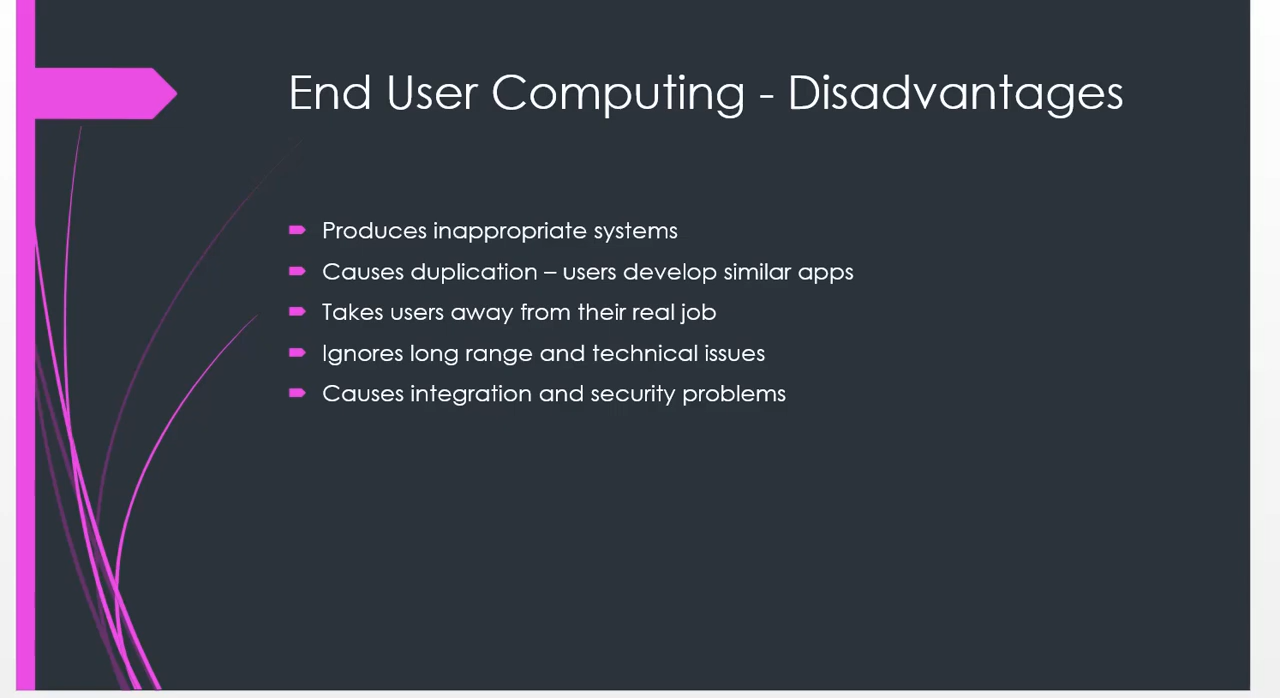 End User Computing - Disadvantages
Produces inappropriate systems
Causes duplication – users develop similar apps
Takes users away from their real job
Ignores long range and technical issues
Causes integration and security problems